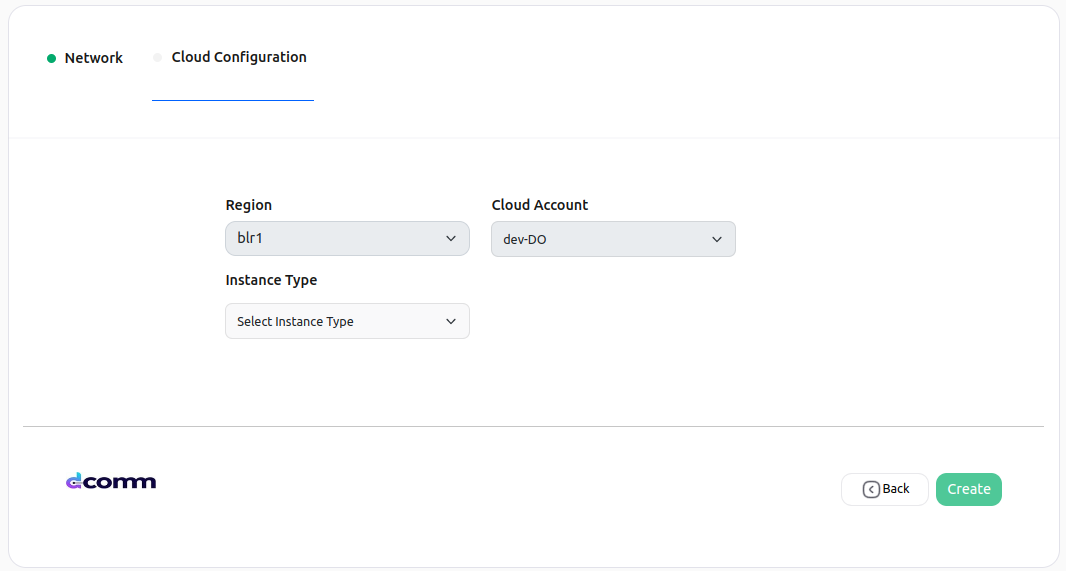 Network Cloud Configuration
Region Cloud Account
blr1 dev-DO
Instance Type
Select Instance Type
dcomm
Back Create